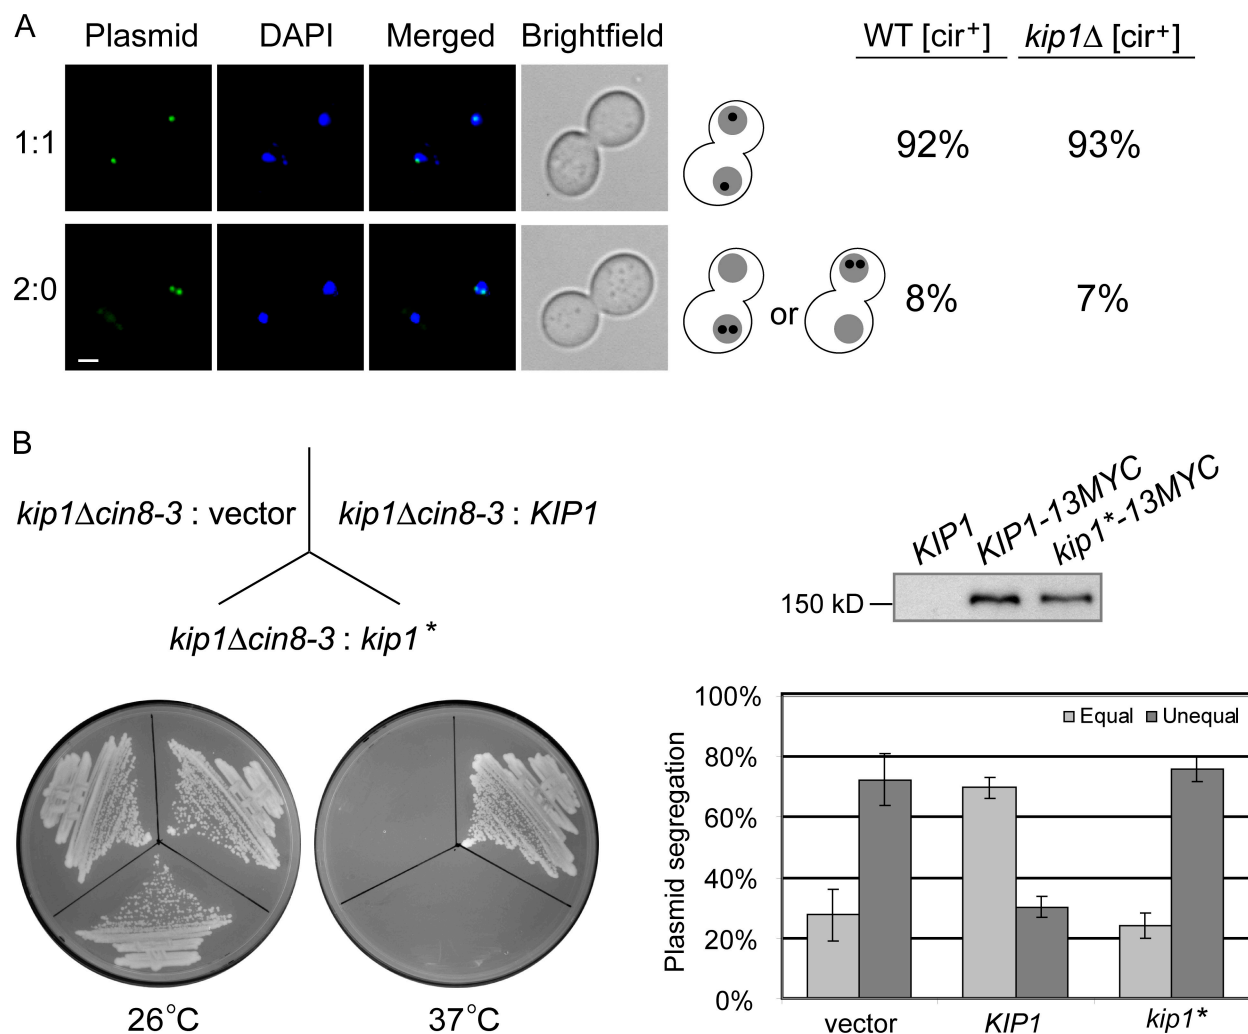 A
Plasmid DAPI Merged Brightfield WT [cir⁺] kip1Δ [cir⁺]
1:1 92% 93%
2:0 or 8% 7%
B
kip1Δcin8-3 : vector kip1Δcin8-3 : KIP1
kip1Δcin8-3 : kip1*
KIP1 KIP1-13MYC kip1*-13MYC
150 kD
26°C 37°C
Plasmid segregation
100%
80%
60%
40%
20%
0%
Equal Unequal
vector KIP1 kip1*